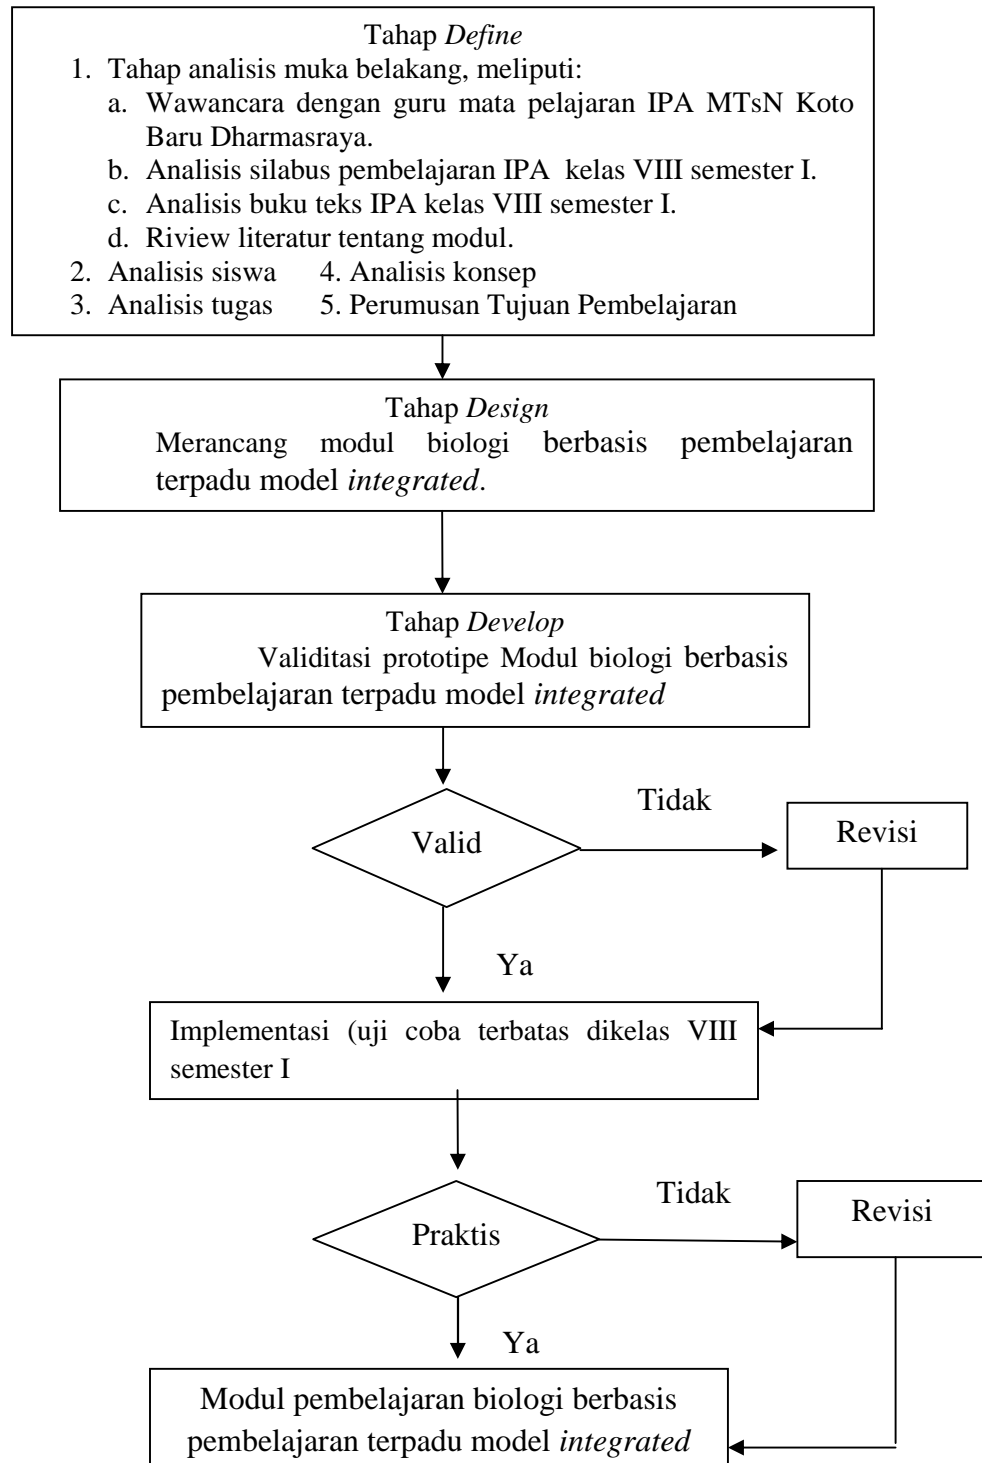 Tahap Define
1. Tahap analisis muka belakang, meliputi:
a. Wawancara dengan guru mata pelajaran IPA MTsN Koto
Baru Dharmasraya.
b. Analisis silabus pembelajaran IPA kelas VIII semester I.
c. Analisis buku teks IPA kelas VIII semester I.
d. Riview literatur tentang modul.
2. Analisis siswa 4. Analisis konsep
3. Analisis tugas 5. Perumusan Tujuan Pembelajaran
Tahap Design
Merancang modul biologi berbasis pembelajaran
terpadu model integrated.
Tahap Develop
Validitasi prototipe Modul biologi berbasis
pembelajaran terpadu model integrated
Tidak
Valid
Revisi
Ya
Implementasi (uji coba terbatas dikelas VIII
semester I
Tidak
Praktis
Revisi
Ya
Modul pembelajaran biologi berbasis
pembelajaran terpadu model integrated